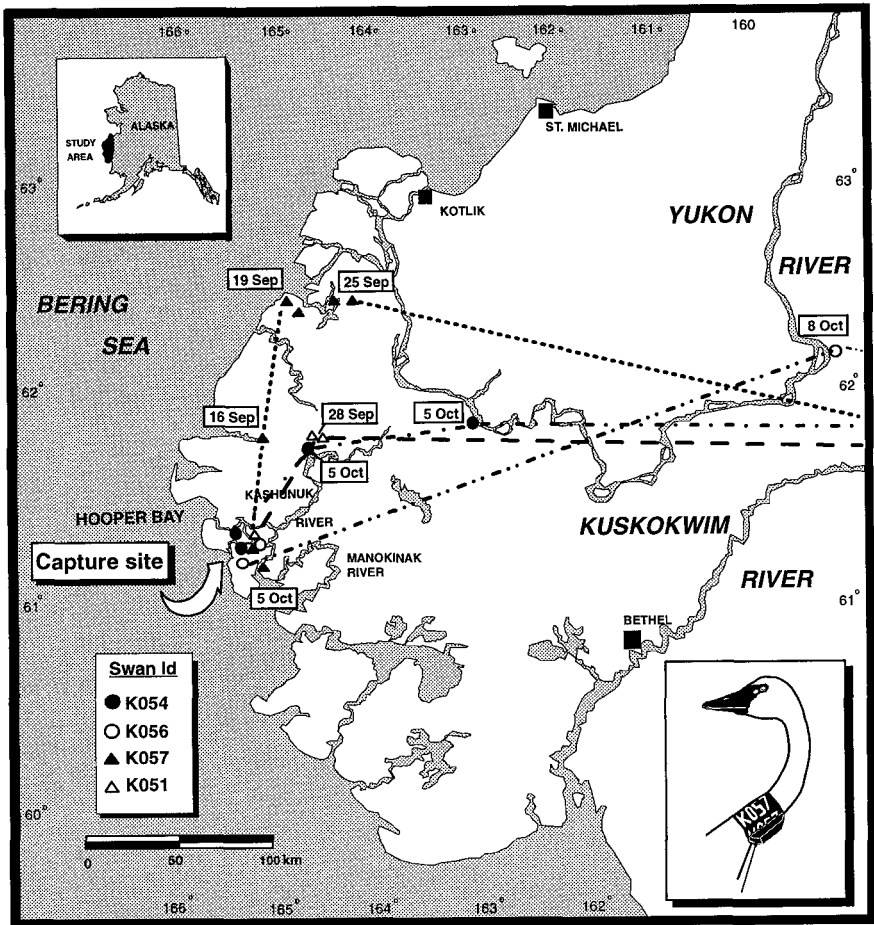 166° 165° 164° 163° 162° 161° 160
ALASKA
STUDY
AREA
ST. MICHAEL
63° 63°
KOTLIK
YUKON
RIVER
19 Sep 25 Sep
BERING
SEA
8 Oct
62° 62°
16 Sep 28 Sep 5 Oct
5 Oct
KASHUNUK
RIVER
HOOPER BAY
KUSKOKWIM
RIVER
Capture site
MANOKINAK
RIVER
5 Oct
61° 61°
BETHEL
Swan Id
K054
K056
K057
K051
K057
60°
0 50 100 km
166° 165° 164° 163° 162°